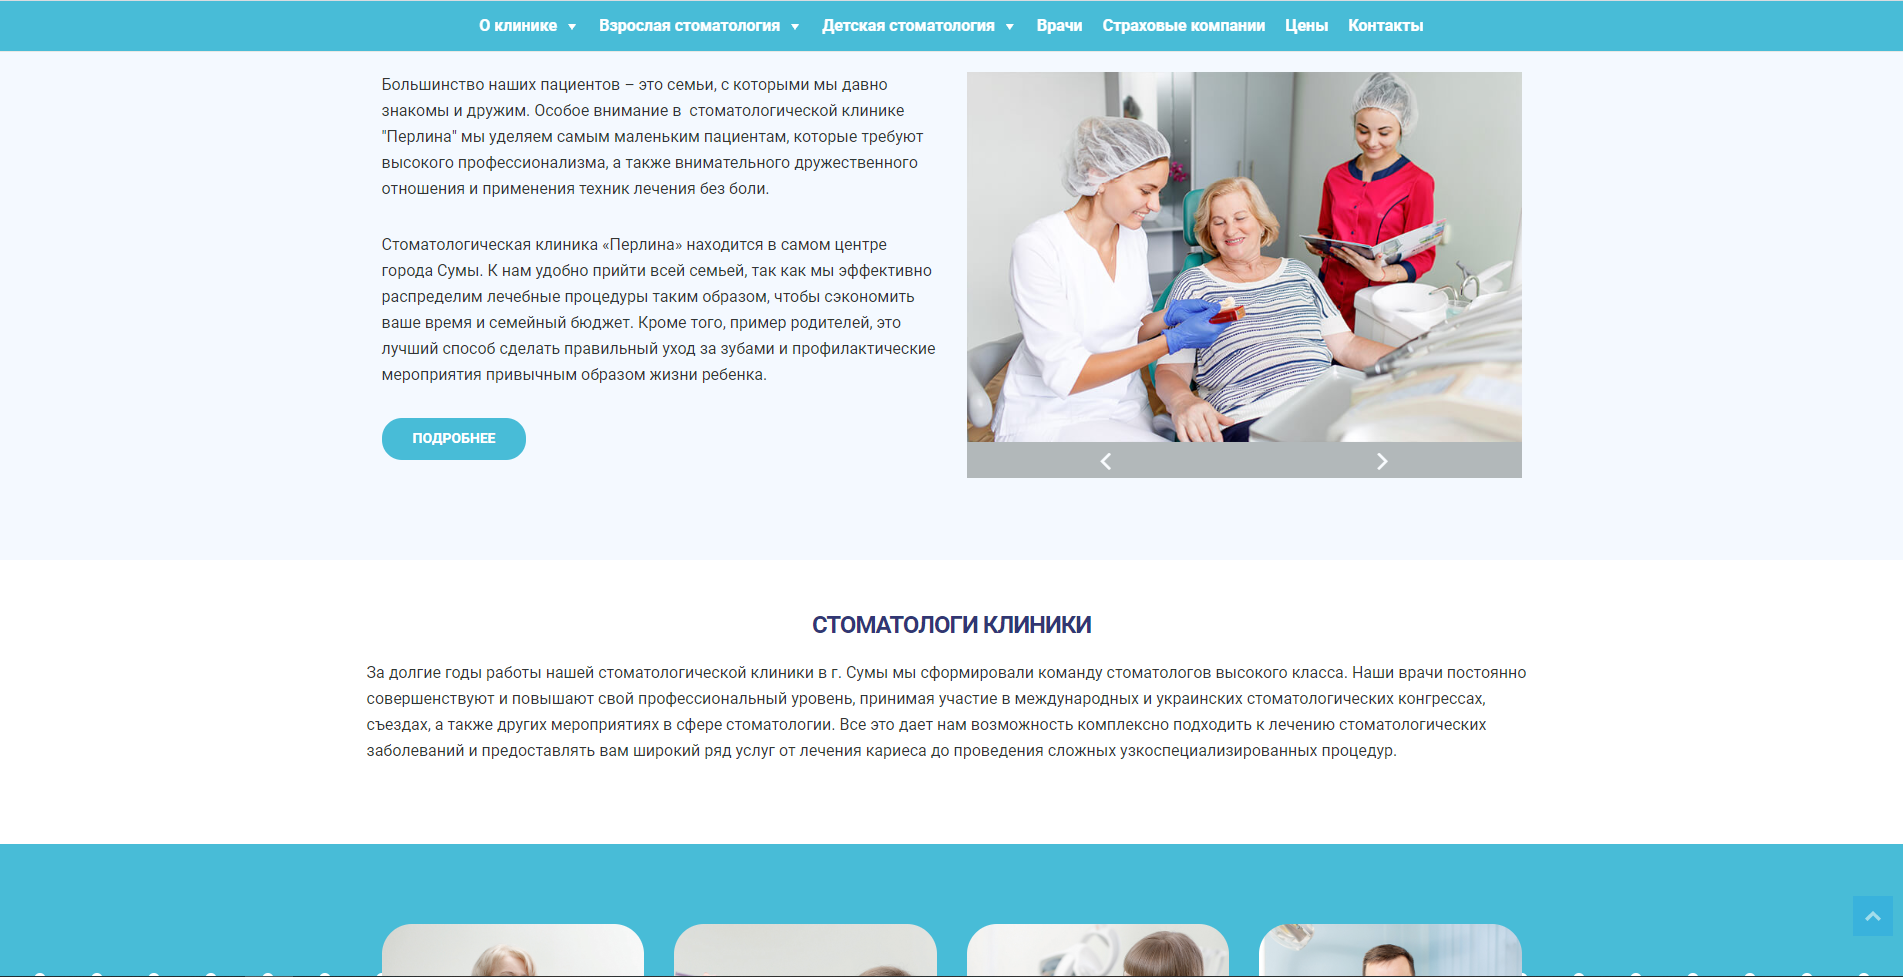 О клинике
Взрослая стоматология
Детская стоматология
Врачи
Страховые компании
Цены
Контакты
Большинство наших пациентов – это семьи, с которыми мы давно
знакомы и дружим. Особое внимание в  стоматологической клинике
"Перлина" мы уделяем самым маленьким пациентам, которые требуют
высокого профессионализма, а также внимательного дружественного
отношения и применения техник лечения без боли.
Стоматологическая клиника «Перлина» находится в самом центре
города Сумы. К нам удобно прийти всей семьей, так как мы эффективно
распределим лечебные процедуры таким образом, чтобы сэкономить
ваше время и семейный бюджет. Кроме того, пример родителей, это
лучший способ сделать правильный уход за зубами и профилактические
мероприятия привычным образом жизни ребенка.
ПОДРОБНЕЕ
СТОМАТОЛОГИ КЛИНИКИ
За долгие годы работы нашей стоматологической клиники в г. Сумы мы сформировали команду стоматологов высокого класса. Наши врачи постоянно
совершенствуют и повышают свой профессиональный уровень, принимая участие в международных и украинских стоматологических конгрессах,
съездах, а также других мероприятиях в сфере стоматологии. Все это дает нам возможность комплексно подходить к лечению стоматологических
заболеваний и предоставлять вам широкий ряд услуг от лечения кариеса до проведения сложных узкоспециализированных процедур.